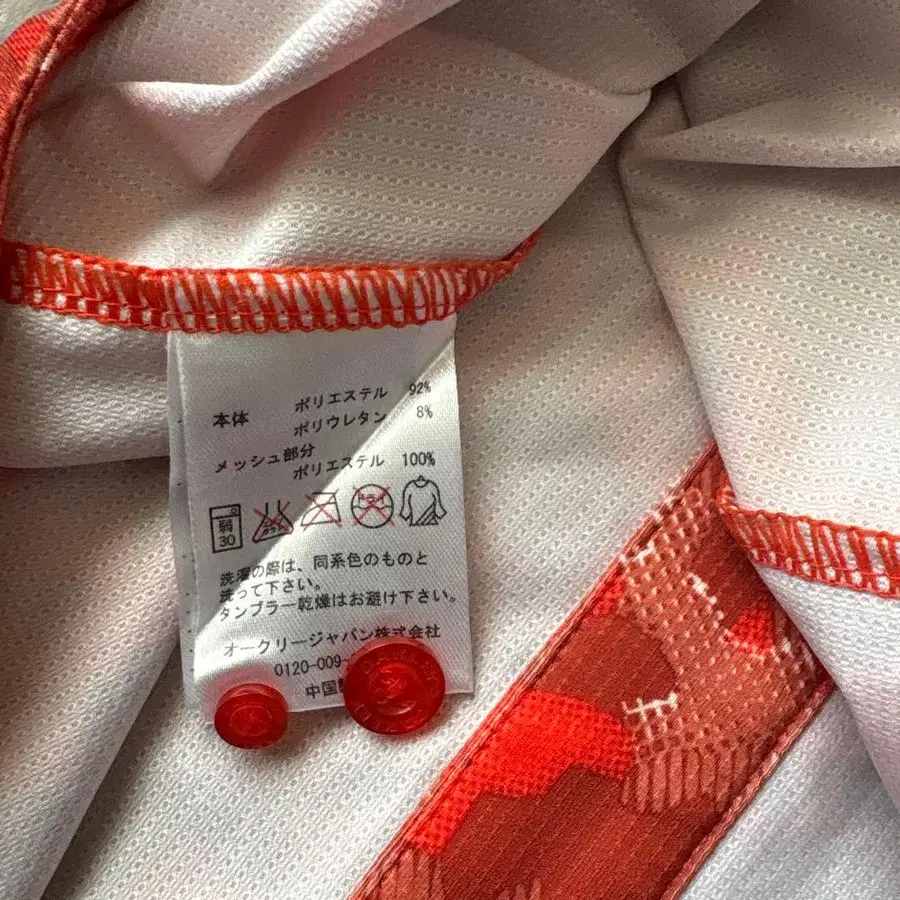 本体 ポリエステル 92%
ポリウレタン 8%
メッシュ部分
ポリエステル 100%
弱
30
洗濯の際は、同系色のものと
洗って下さい。
タンブラー乾燥はお避け下さい。
オークリージャパン株式会社
0120-009-
中国